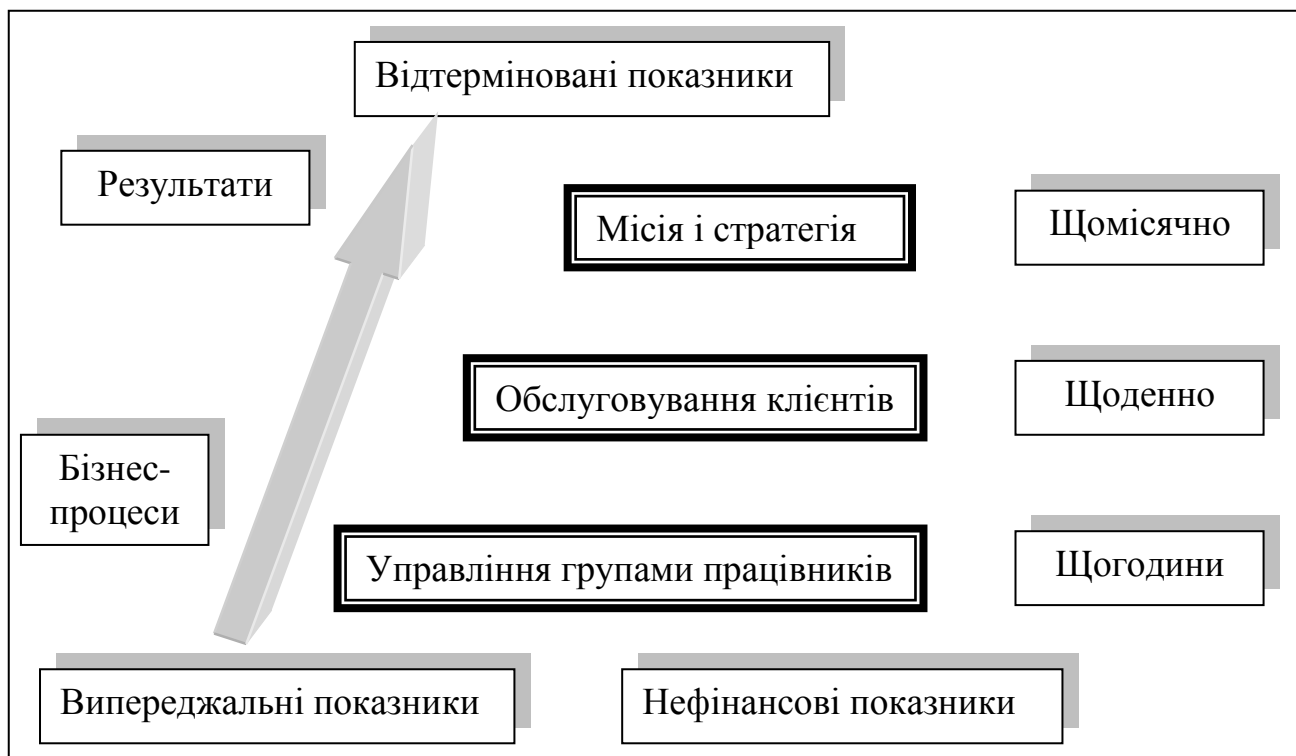 Відтерміновані показники
Результати
Місія і стратегія
Щомісячно
Обслуговування клієнтів
Щоденно
Бізнес-
процеси
Управління групами працівників
Щогодини
Випереджальні показники
Нефінансові показники